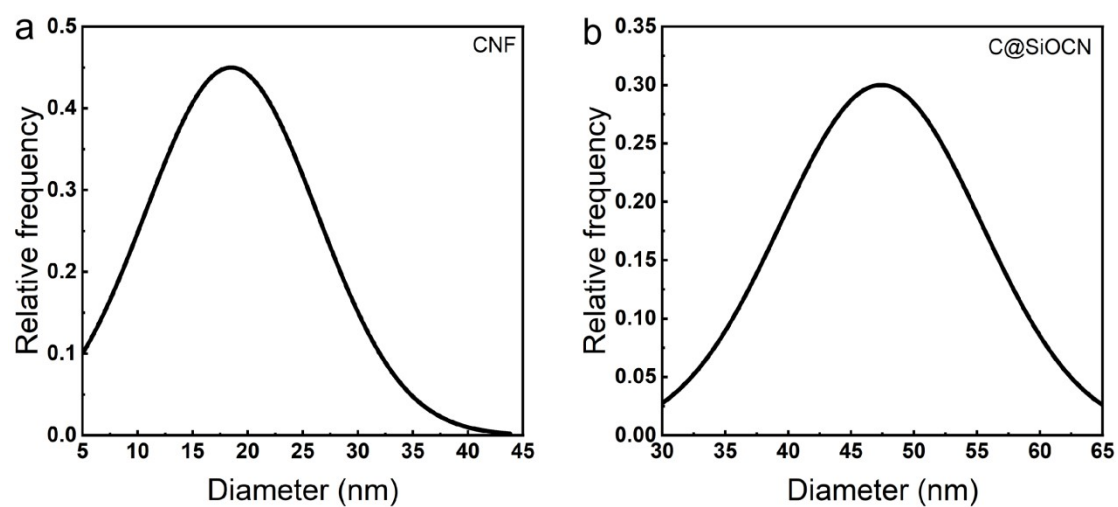 a
CNF
0.5
0.4
0.3
0.2
0.1
0.0
Relative frequency
5 10 15 20 25 30 35 40 45
Diameter (nm)
b
C@SiOCN
0.35
0.30
0.25
0.20
0.15
0.10
0.05
0.00
Relative frequency
30 35 40 45 50 55 60 65
Diameter (nm)